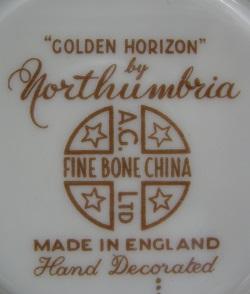 "GOLDEN HORIZON"
by
Northumbria
A.C.
FINE BONE CHINA
LTD
MADE IN ENGLAND
Hand Decorated